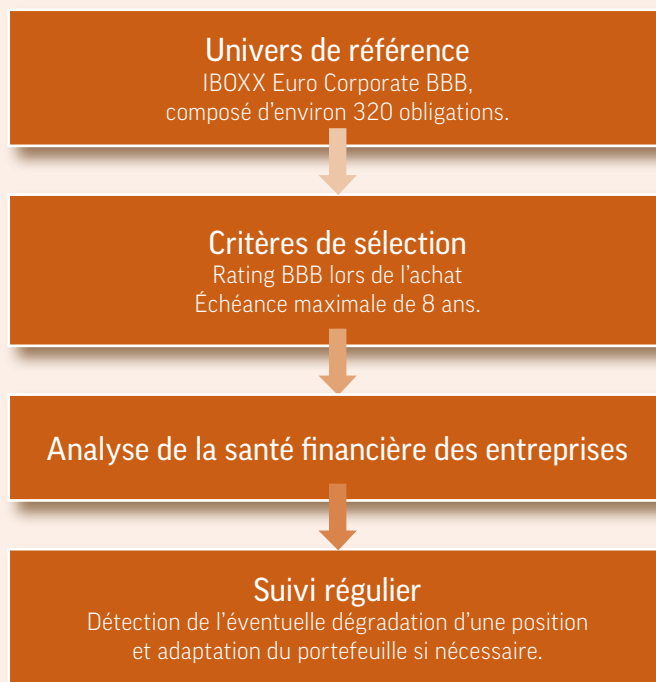 Univers de référence
IBOXX Euro Corporate BBB,
composé d'environ 320 obligations.
Critères de sélection
Rating BBB lors de l'achat
Échéance maximale de 8 ans.
Analyse de la santé financière des entreprises
Suivi régulier
Détection de l'éventuelle dégradation d'une position
et adaptation du portefeuille si nécessaire.